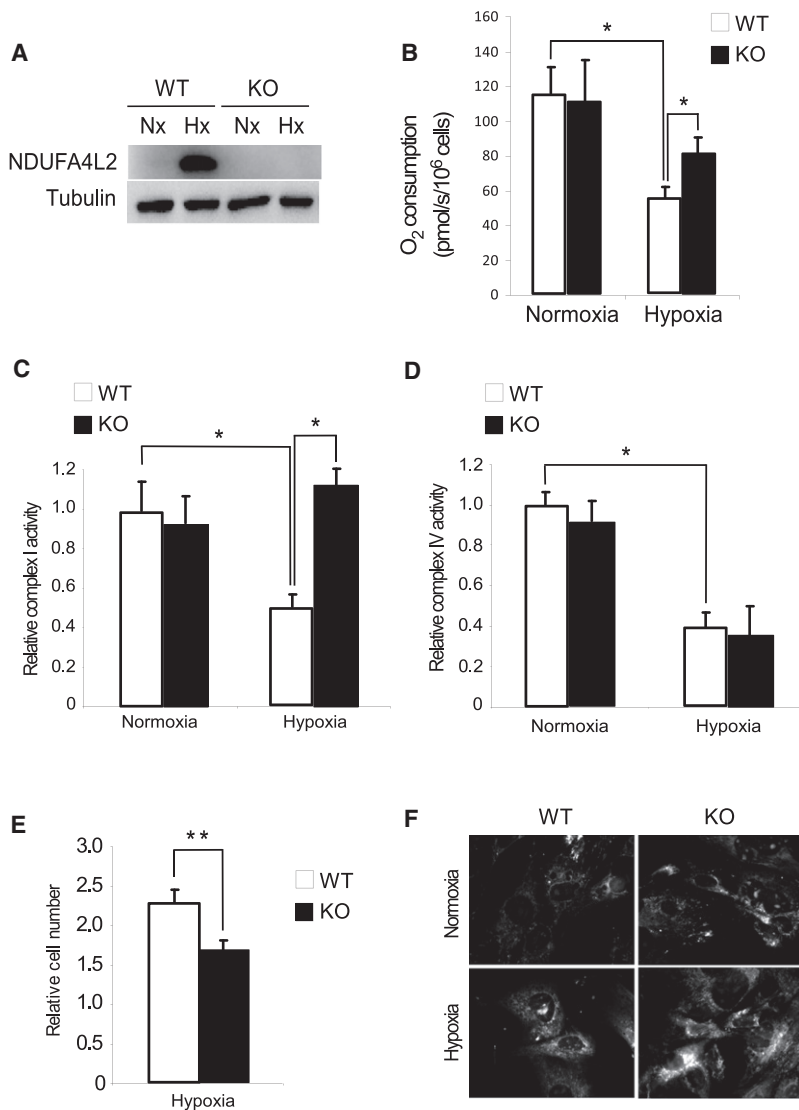 A
WT KO
Nx Hx Nx Hx
NDUFA4L2
Tubulin
B
WT
KO
*
*
O2 consumption
(pmol/s/10⁶ cells)
160
140
120
100
80
60
40
20
0
Normoxia Hypoxia
C
WT
KO
*
*
Relative complex I activity
1.2
1.0
0.8
0.6
0.4
0.2
0
Normoxia Hypoxia
D
WT
KO
*
Relative complex IV activity
1.2
1.0
0.8
0.6
0.4
0.2
0
Normoxia Hypoxia
E
**
WT
KO
Relative cell number
3.0
2.5
2.0
1.5
1.0
0.5
0
Hypoxia
F
WT KO
Normoxia
Hypoxia